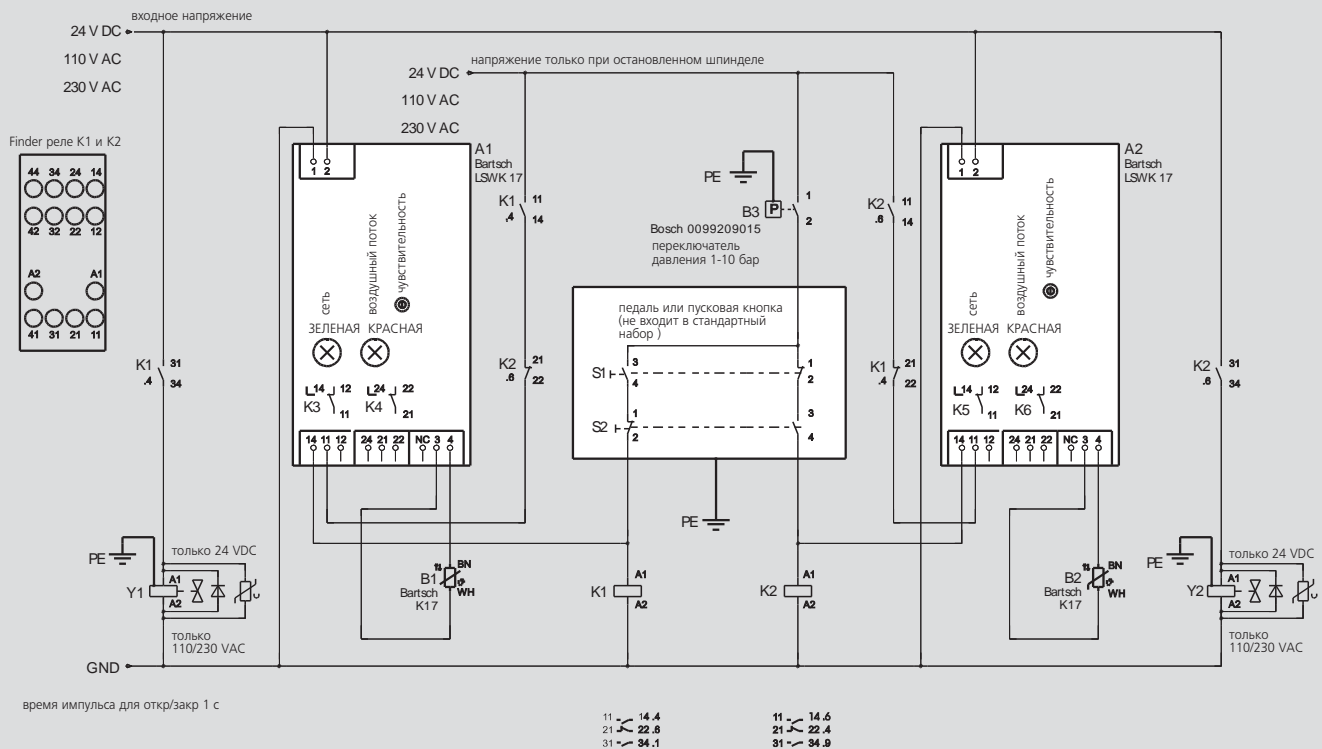 входное напряжение
24 V DC
110 V AC
230 V AC
напряжение только при остановленном шпинделе
24 V DC
110 V AC
230 V AC
Finder реле K1 и K2
44 34 24 14
42 32 22 12
A2 A1
41 31 21 11
K1 31
.4 34
1 2
A1
Bartsch
LSWK 17
сеть
воздушный поток
чувствительность
ЗЕЛЕНАЯ КРАСНАЯ
14 12
K3 11
24 22
K4 21
14 11 12 24 21 22 NC 3 4
K1 11
.4 14
K2 21
.6 22
PE
B3 P 1
2
Bosch 0099209015
переключатель
давления 1-10 бар
педаль или пусковая кнопка
(не входит в стандартный
набор )
S1 3
4
1
2
S2 1
2
3
4
PE
K2 11
.6 14
K1 21
.4 22
1 2
A2
Bartsch
LSWK 17
сеть
воздушный поток
чувствительность
ЗЕЛЕНАЯ КРАСНАЯ
14 12
K5 11
24 22
K6 21
14 11 12 24 21 22 NC 3 4
K2 31
.6 34
PE
только 24 VDC
Y1 A1
A2
U
только
110/230 VAC
B1
Bartsch
K17
BN
WH
K1 A1
A2
K2 A1
A2
B2
Bartsch
K17
BN
WH
PE
только 24 VDC
Y2 A1
A2
U
только
110/230 VAC
GND
время импульса для откр/закр 1 с
11 14 .4
21 22 .6
31 34 .1
11 14 .6
21 22 .4
31 34 .9